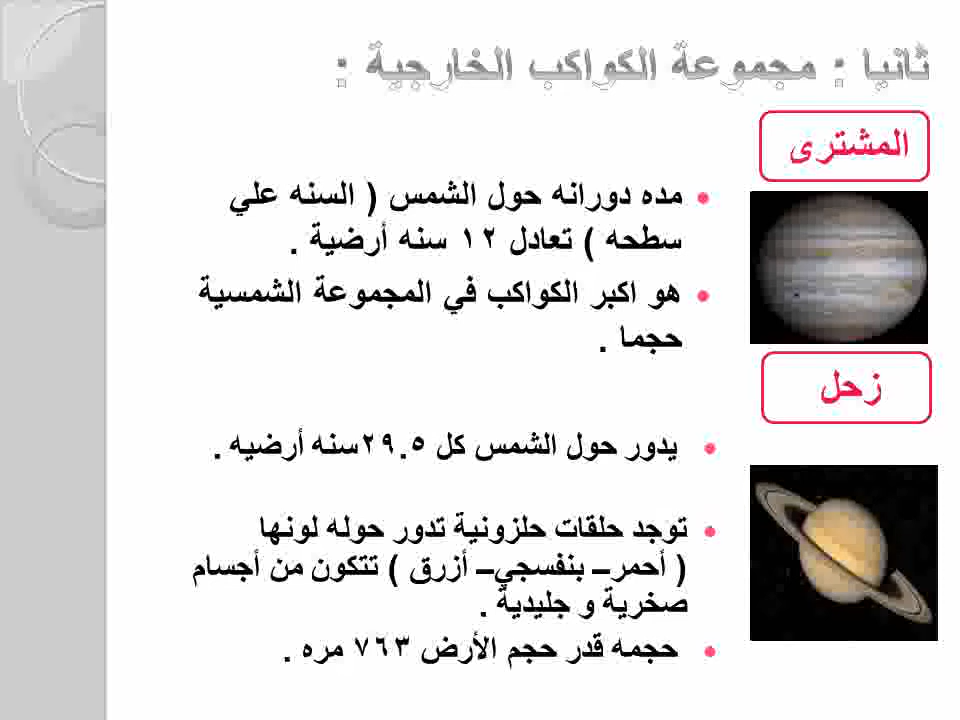 ثانيا : مجموعة الكواكب الخارجية :
المشترى
مده دورانه حول الشمس ( السنه علي
سطحه ) تعادل ١٢ سنه أرضية .
هو اكبر الكواكب في المجموعة الشمسية
حجما .
زحل
يدور حول الشمس كل ٢٩.٥سنه أرضيه .
توجد حلقات حلزونية تدور حوله لونها
( أحمر– بنفسجي– أزرق ) تتكون من أجسام
صخرية و جليدية .
حجمه قدر حجم الأرض ٧٦٣ مره .